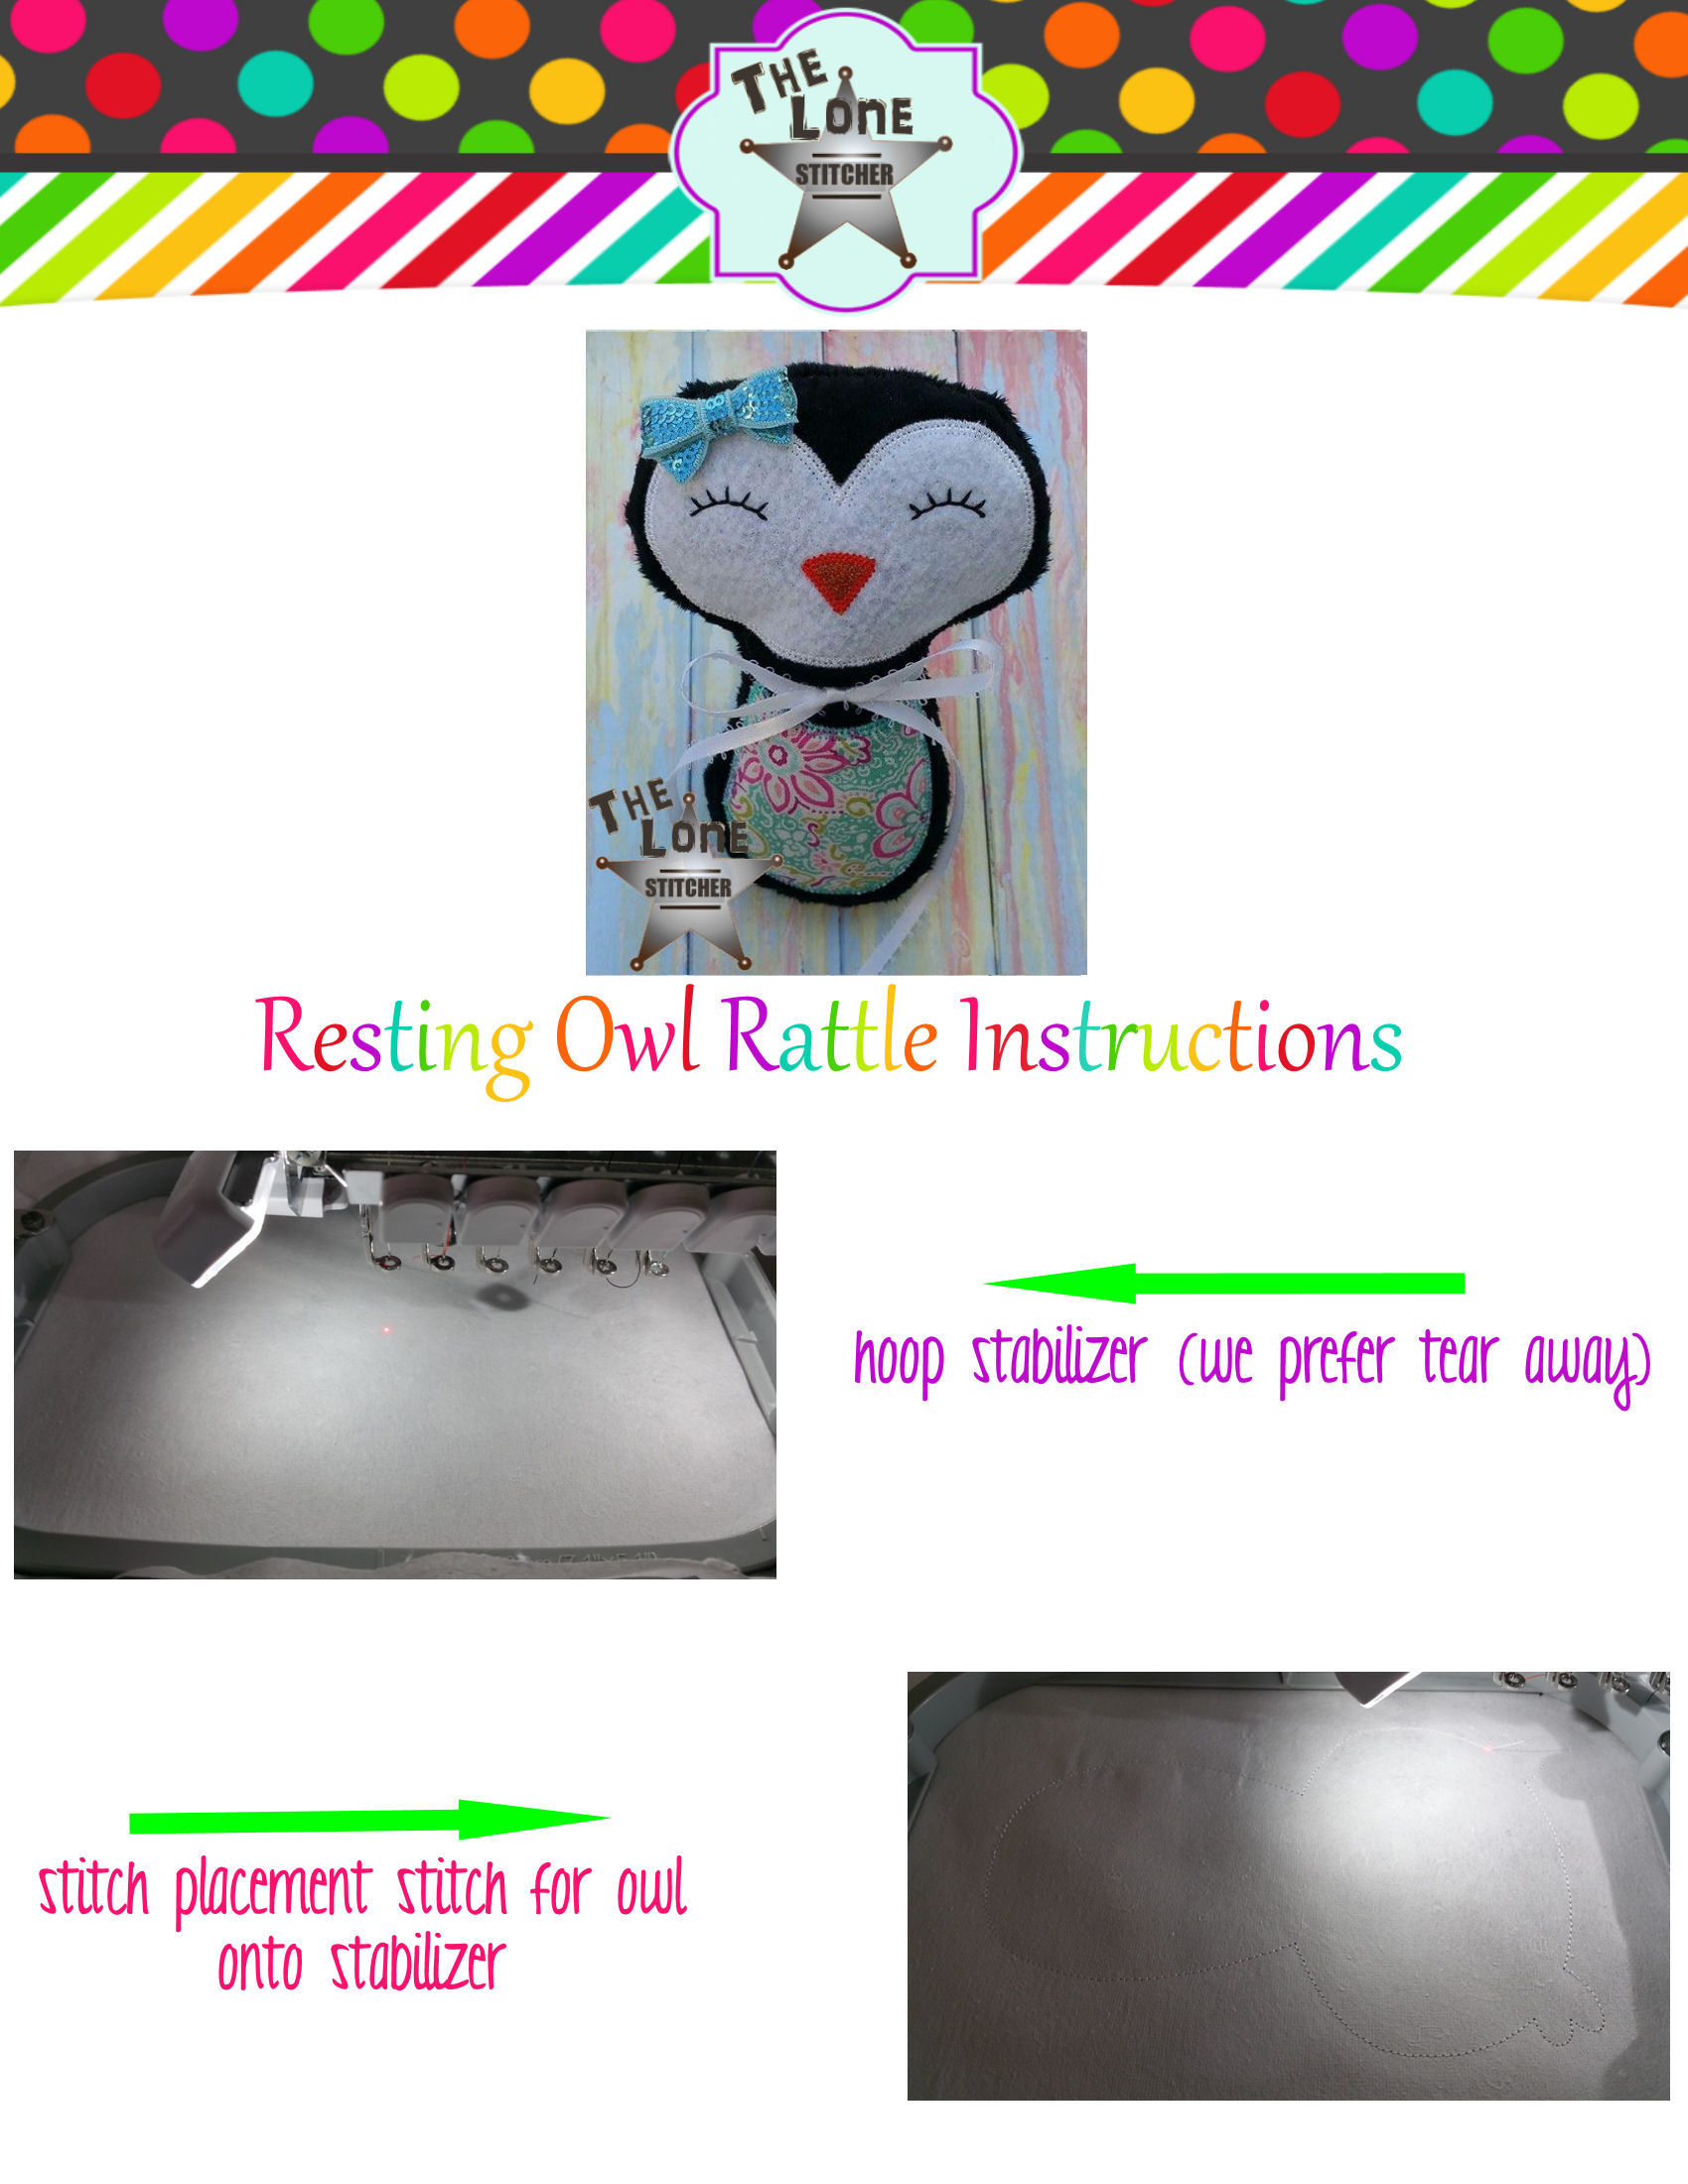 THE
LONE
STITCHER
THE
LONE
STITCHER
Resting Owl Rattle Instructions
hoop stabilizer (we prefer tear away)
stitch placement stitch for owl
onto stabilizer